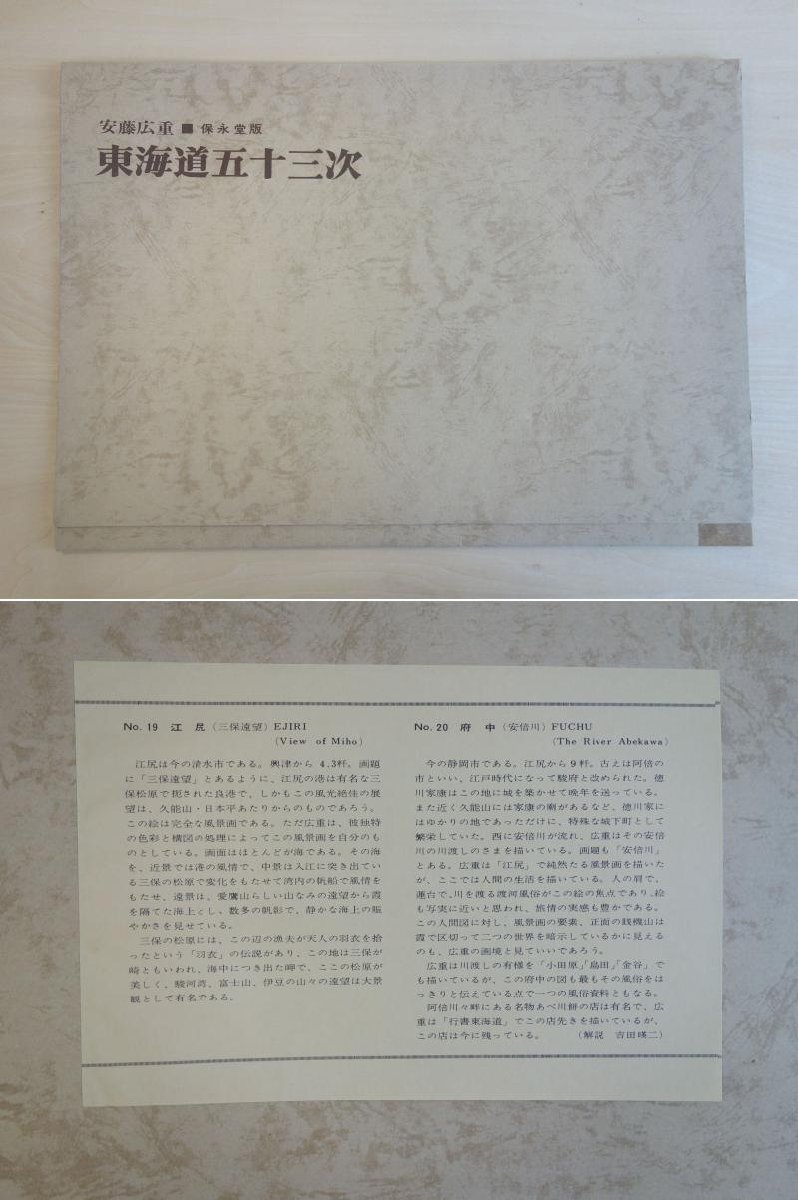 安藤広重 ■ 保永堂版
東海道五十三次
No. 19 江 尻 (三保遠望) EJIRI
(View of Miho)
江尻は今の清水市である。興津から 4.3粁。画題
に「三保遠望」とあるように、江尻の港は有名な三
保松原で扼された良港で、しかもこの風光絶佳の展
望は、久能山・日本平あたりからのものであろう。
この絵は完全な風景画である。ただ広重は、彼独特
の色彩と構図の処理によってこの風景画を自分のも
のとしている。画面はほとんどが海である。その海
を、近景では港の風情で、中景は入江に突き出てい
る三保の松原で変化をもたせて湾内の帆船で風情を
もたせ、遠景は、愛鷹山らしい山なみの遠望から霞
を隔てた海上とし、数多の帆影で、静かな海上の賑
やかさを見せている。
三保の松原には、この辺の漁夫が天人の羽衣を拾
ったという「羽衣」の伝説があり、この地は三保が
崎ともいわれ、海中につき出た岬で、ここの松原が
美しく、駿河湾、富士山、伊豆の山々の遠望は大景
観として有名である。
No. 20 府 中 (安倍川) FUCHU
(The River Abekawa)
今の静岡市である。江尻から 9 粁。古えは阿倍の
市といい、江戸時代になって駿府と改められた。徳
川家康はこの地に城を築かせて晩年を送っている。
また近く久能山には家康の廟があるなど、徳川家に
はゆかりの地であっただけに、特殊な城下町として
繁栄していた。西に安倍川が流れ、広重はその安倍
川の川渡しのさまを描いている。画題も「安倍川」
とある。広重は「江尻」で純然たる風景画を描いた
が、ここでは人間の生活を描いている。人の肩で、
蓮台で、川を渡る渡河風俗がこの絵の焦点であり、絵
も写実に近いと思われ、旅情の実感も豊かである。
この人間図に対し、風景画の要素、正面の賎機山は
霞で区切って二つの世界を暗示しているかに見える
のも、広重の画境と見ていいであろう。
広重は川渡しの有様を「小田原」「島田」「金谷」で
も描いているが、この府中の図も最もその風俗をは
っきりと伝えている点で一つの風俗資料ともなる。
阿倍川々畔にある名物あべ川餅の店は有名で、広
重は「行書東海道」でこの店先きを描いているが、
この店は今に残っている。 (解説 吉田暎二)